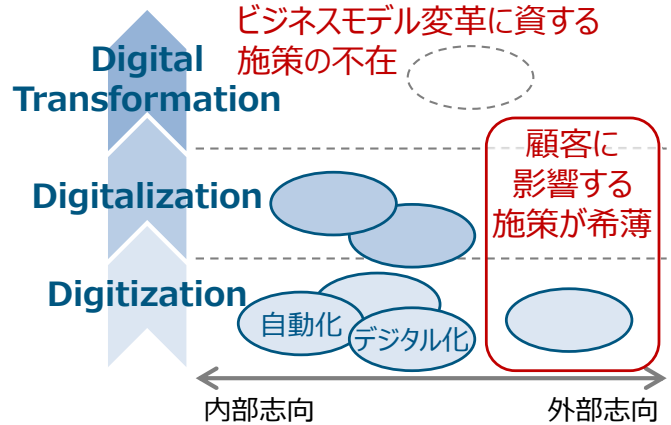 ビジネスモデル変革に資する
施策の不在
Digital
Transformation
顧客に
影響する
施策が希薄
Digitalization
Digitization
自動化
デジタル化
内部志向
外部志向